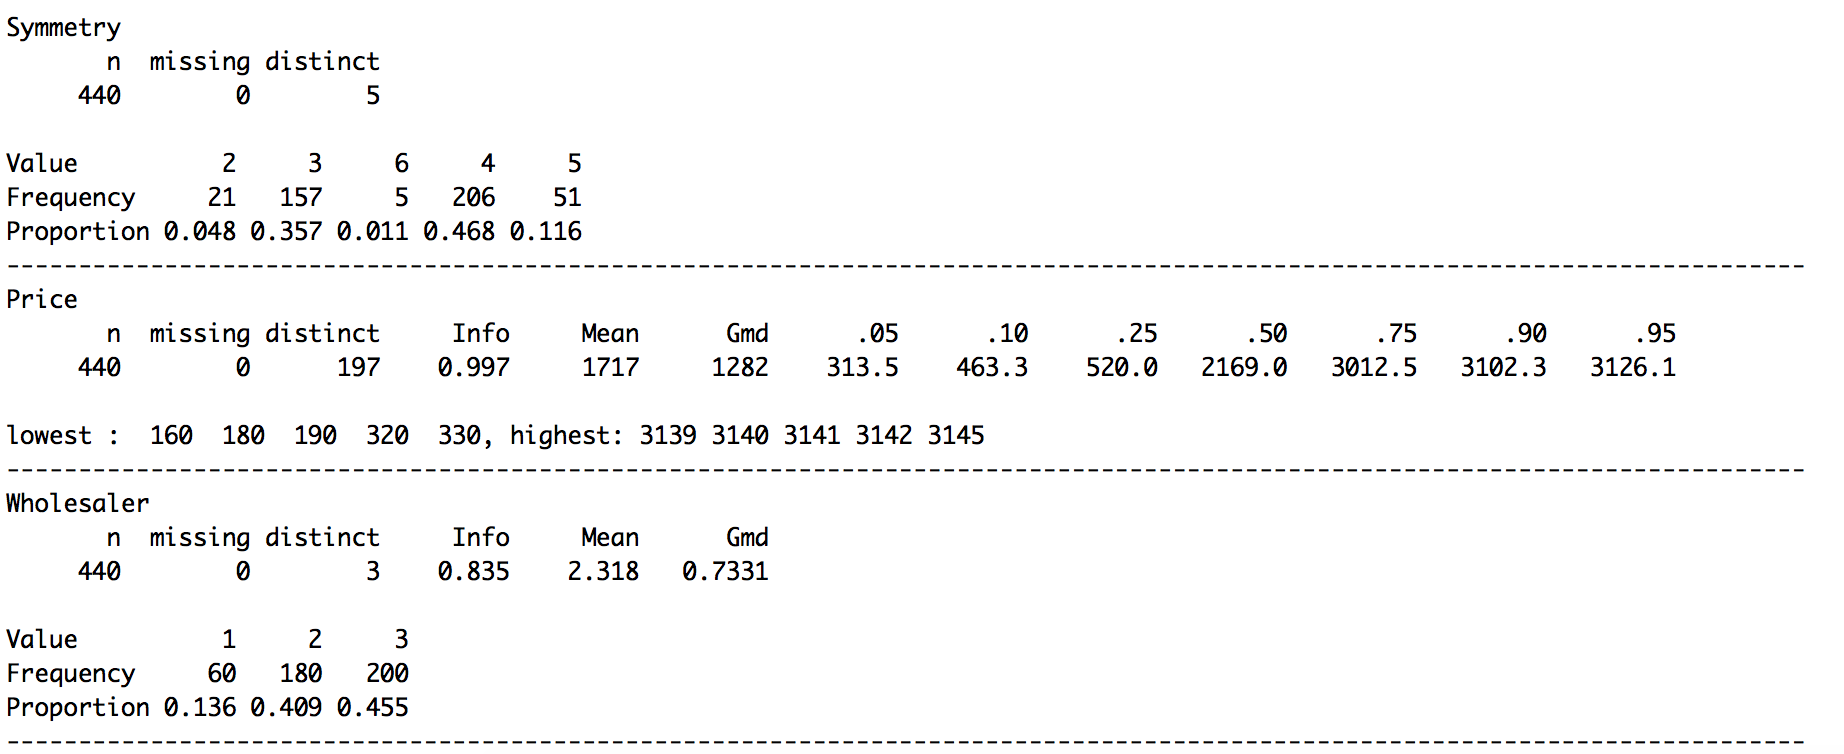 Symmetry
       n  missing distinct
     440        0        5

Value          2     3     6     4     5
Frequency     21   157     5   206    51
Proportion 0.048 0.357 0.011 0.468 0.116
-----------------------------------------------------------------------------------------------------------------------------
Price
       n  missing distinct     Info     Mean      Gmd      .05      .10      .25      .50      .75      .90      .95
     440        0      197    0.997     1717     1282    313.5    463.3    520.0   2169.0   3012.5   3102.3   3126.1

lowest :  160  180  190  320  330, highest: 3139 3140 3141 3142 3145
-----------------------------------------------------------------------------------------------------------------------------
Wholesaler
       n  missing distinct     Info     Mean      Gmd
     440        0        3    0.835    2.318   0.7331

Value          1     2     3
Frequency     60   180   200
Proportion 0.136 0.409 0.455
-----------------------------------------------------------------------------------------------------------------------------